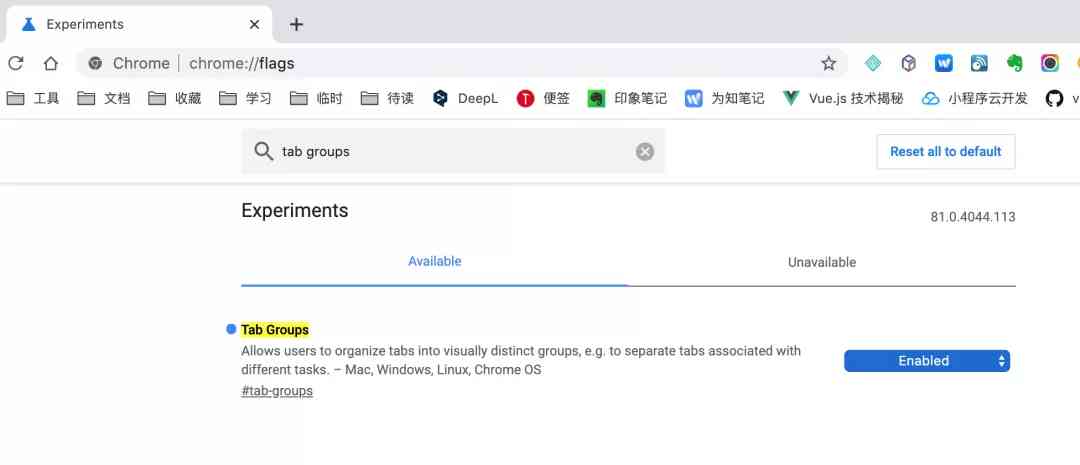 Experiments
Chrome | chrome://flags
工具 文档 收藏 学习 临时 待读 DeepL 便签 印象笔记 为知笔记 Vue.js 技术揭秘 小程序云开发 v
tab groups Reset all to default
Experiments 81.0.4044.113
Available Unavailable
Tab Groups
Allows users to organize tabs into visually distinct groups, e.g. to separate tabs associated with
different tasks. – Mac, Windows, Linux, Chrome OS
Enabled
#tab-groups